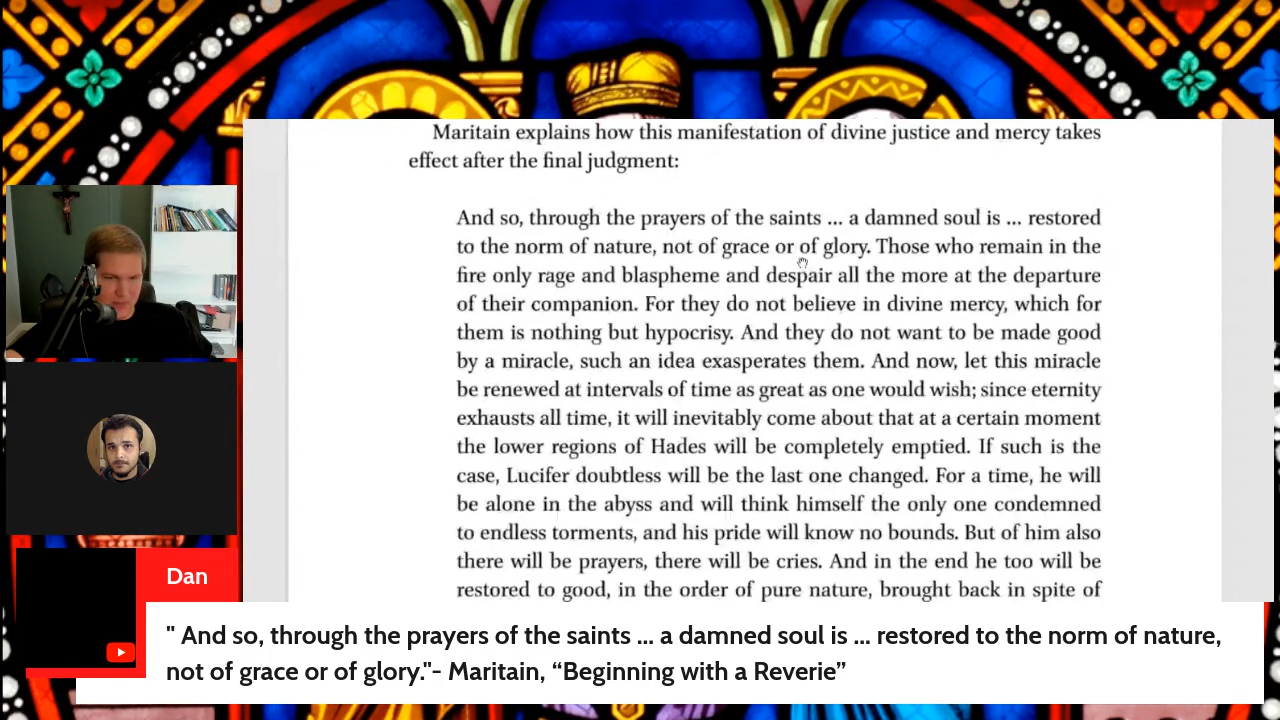 Maritain explains how this manifestation of divine justice and mercy takes
effect after the final judgment:
And so, through the prayers of the saints ... a damned soul is ... restored
to the norm of nature, not of grace or of glory. Those who remain in the
fire only rage and blaspheme and despair all the more at the departure
of their companion. For they do not believe in divine mercy, which for
them is nothing but hypocrisy. And they do not want to be made good
by a miracle, such an idea exasperates them. And now, let this miracle
be renewed at intervals of time as great as one would wish; since eternity
exhausts all time, it will inevitably come about that at a certain moment
the lower regions of Hades will be completely emptied. If such is the
case, Lucifer doubtless will be the last one changed. For a time, he will
be alone in the abyss and will think himself the only one condemned
to endless torments, and his pride will know no bounds. But of him also
there will be prayers, there will be cries. And in the end he too will be
restored to good, in the order of pure nature, brought back in spite of
Dan
" And so, through the prayers of the saints ... a damned soul is ... restored to the norm of nature,
not of grace or of glory."- Maritain, “Beginning with a Reverie”